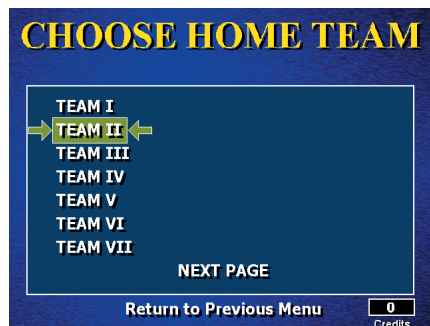 CHOOSE HOME TEAM
TEAM I
TEAM II
TEAM III
TEAM IV
TEAM V
TEAM VI
TEAM VII
NEXT PAGE
Return to Previous Menu
0
Credits